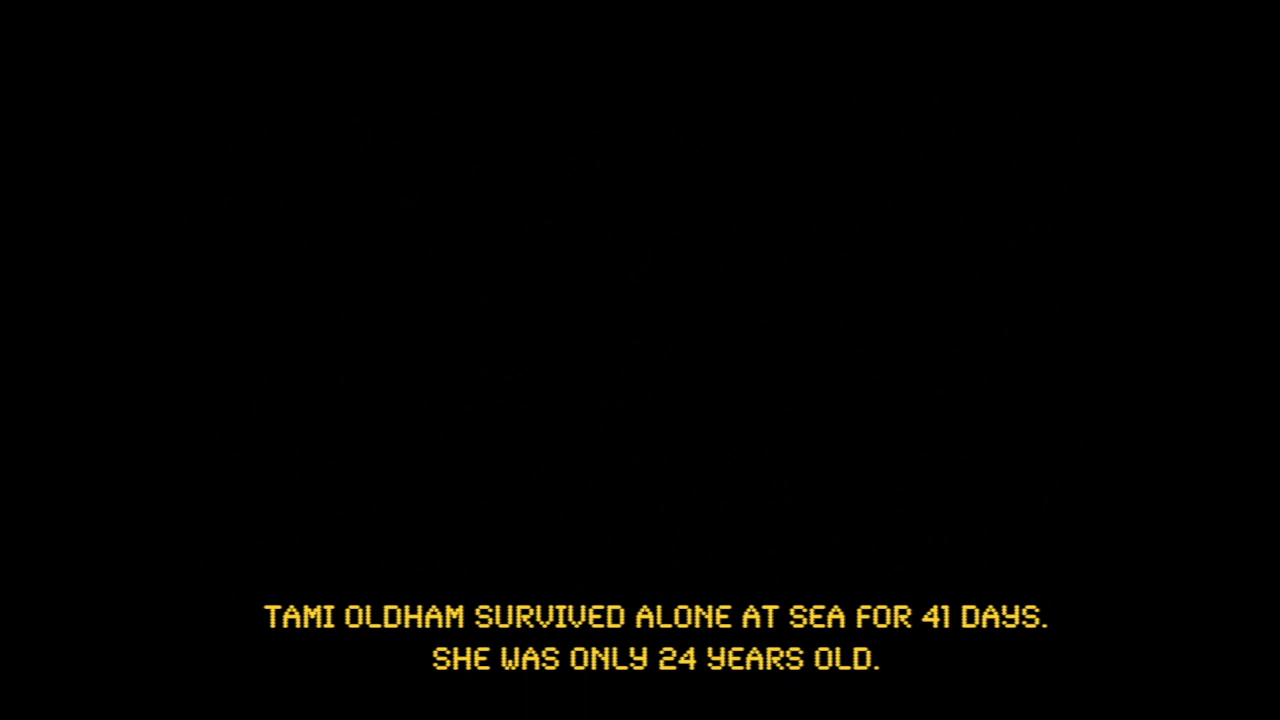 TAMI OLDHAM SURVIVED ALONE AT SEA FOR 41 DAYS.
SHE WAS ONLY 24 YEARS OLD.